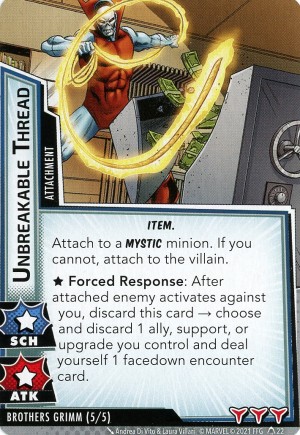 UNBREAKABLE THREAD
ATTACHMENT
ITEM.
Attach to a MYSTIC minion. If you
cannot, attach to the villain.
★ Forced Response: After
attached enemy activates against
you, discard this card → choose
and discard 1 ally, support, or
upgrade you control and deal
yourself 1 facedown encounter
card.
SCH
ATK
BROTHERS GRIMM (5/5)
Andrea Di Vito & Laura Villari © MARVEL © 2021 FFG 22